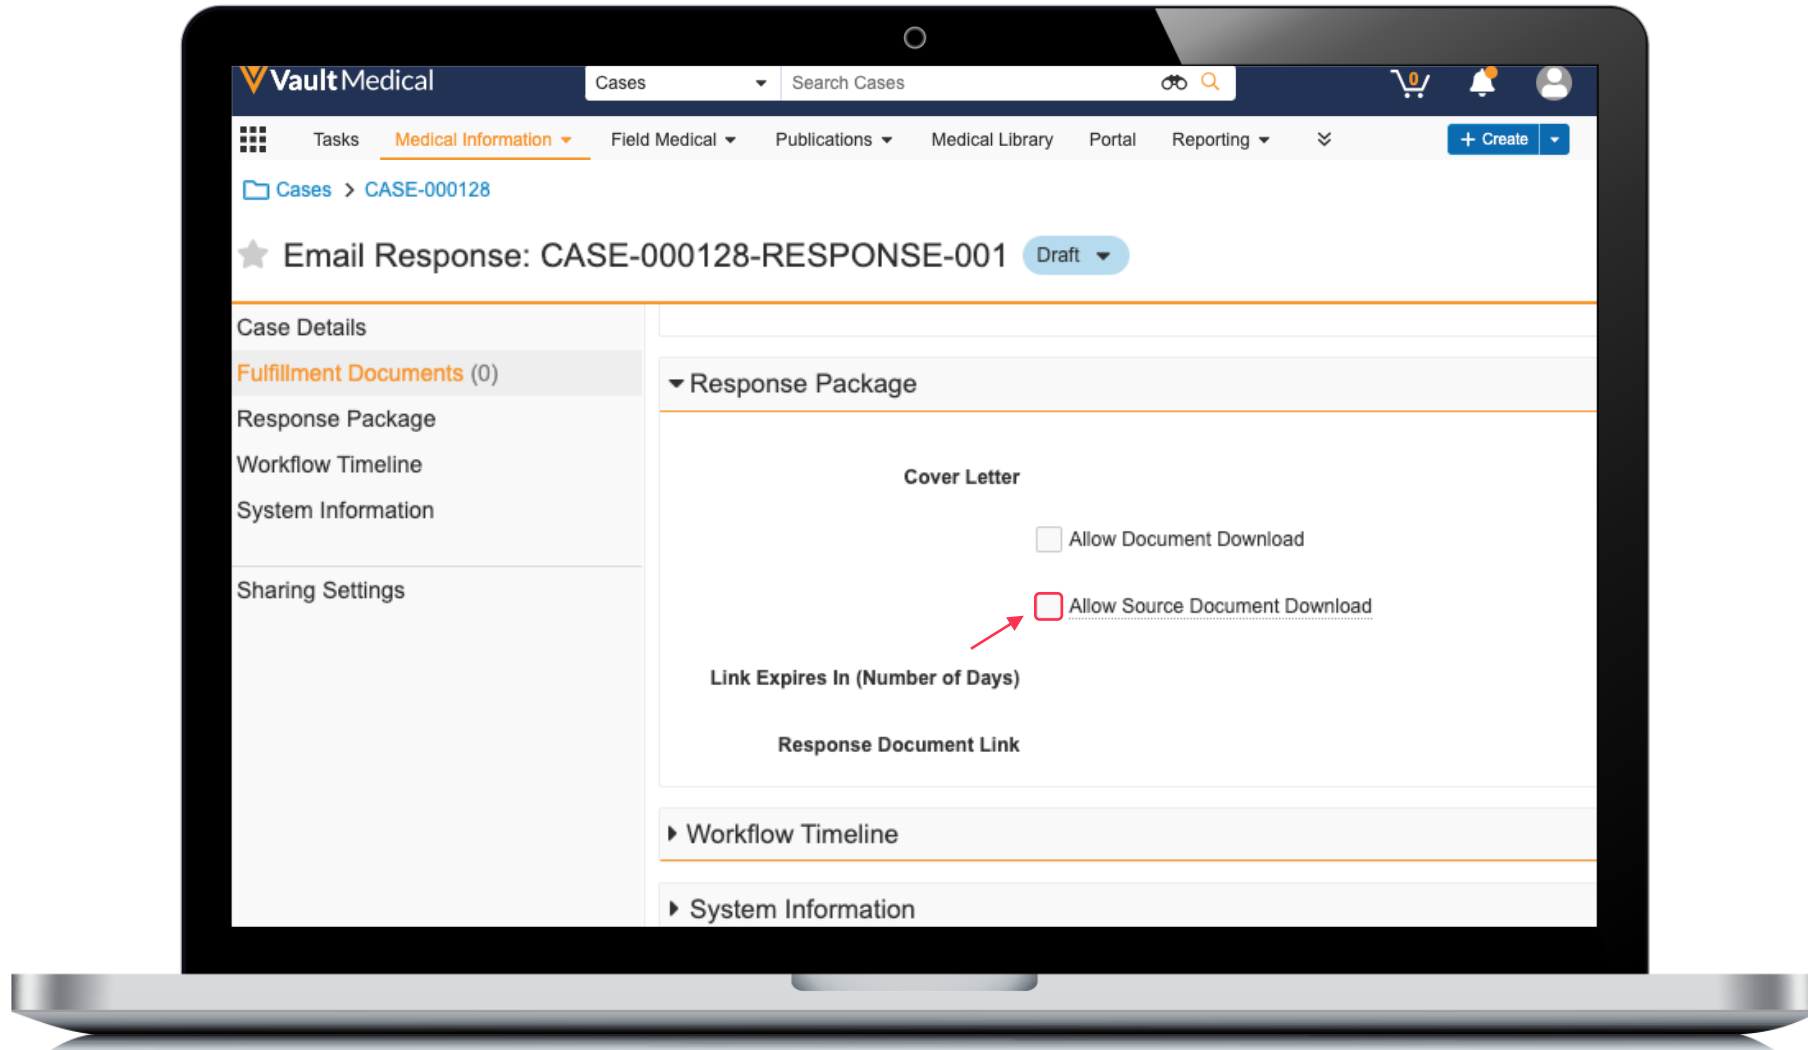 Vault Medical
Cases
Search Cases
0
Tasks
Medical Information
Field Medical
Publications
Medical Library
Portal
Reporting
+ Create
Cases > CASE-000128
Email Response: CASE-000128-RESPONSE-001
Draft
Case Details
Fulfillment Documents (0)
Response Package
Workflow Timeline
System Information
Sharing Settings
Response Package
Cover Letter
Allow Document Download
Allow Source Document Download
Link Expires In (Number of Days)
Response Document Link
Workflow Timeline
System Information